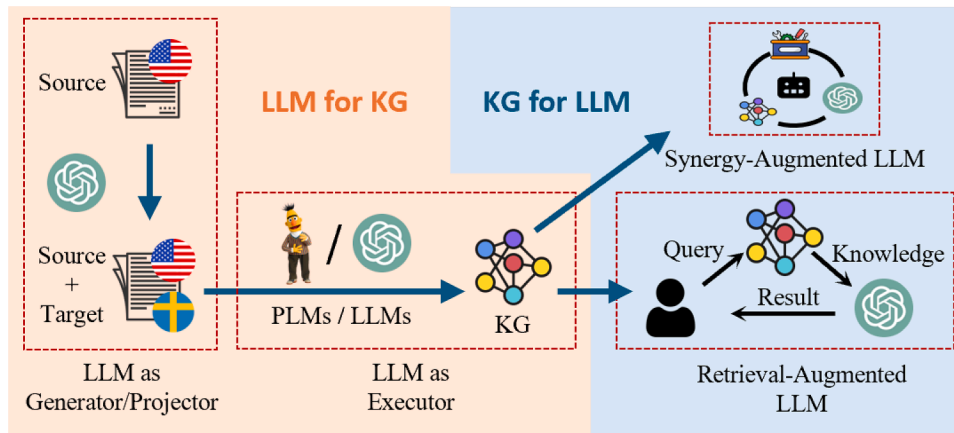 LLM for KG
KG for LLM
Source
Source
+
Target
LLM as
Generator/Projector
PLMs / LLMs
KG
LLM as
Executor
Synergy-Augmented LLM
Query
Knowledge
Result
Retrieval-Augmented
LLM